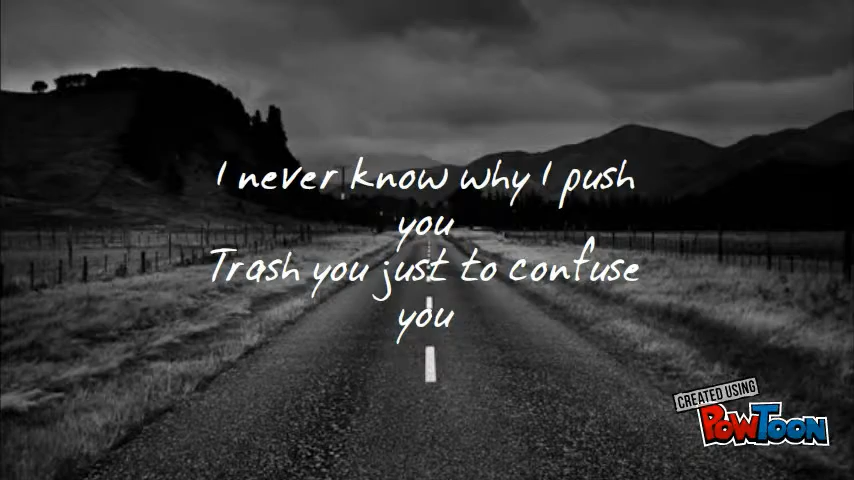 I never know why I push
you
Trash you just to confuse
you
CREATED USING
POWTOON